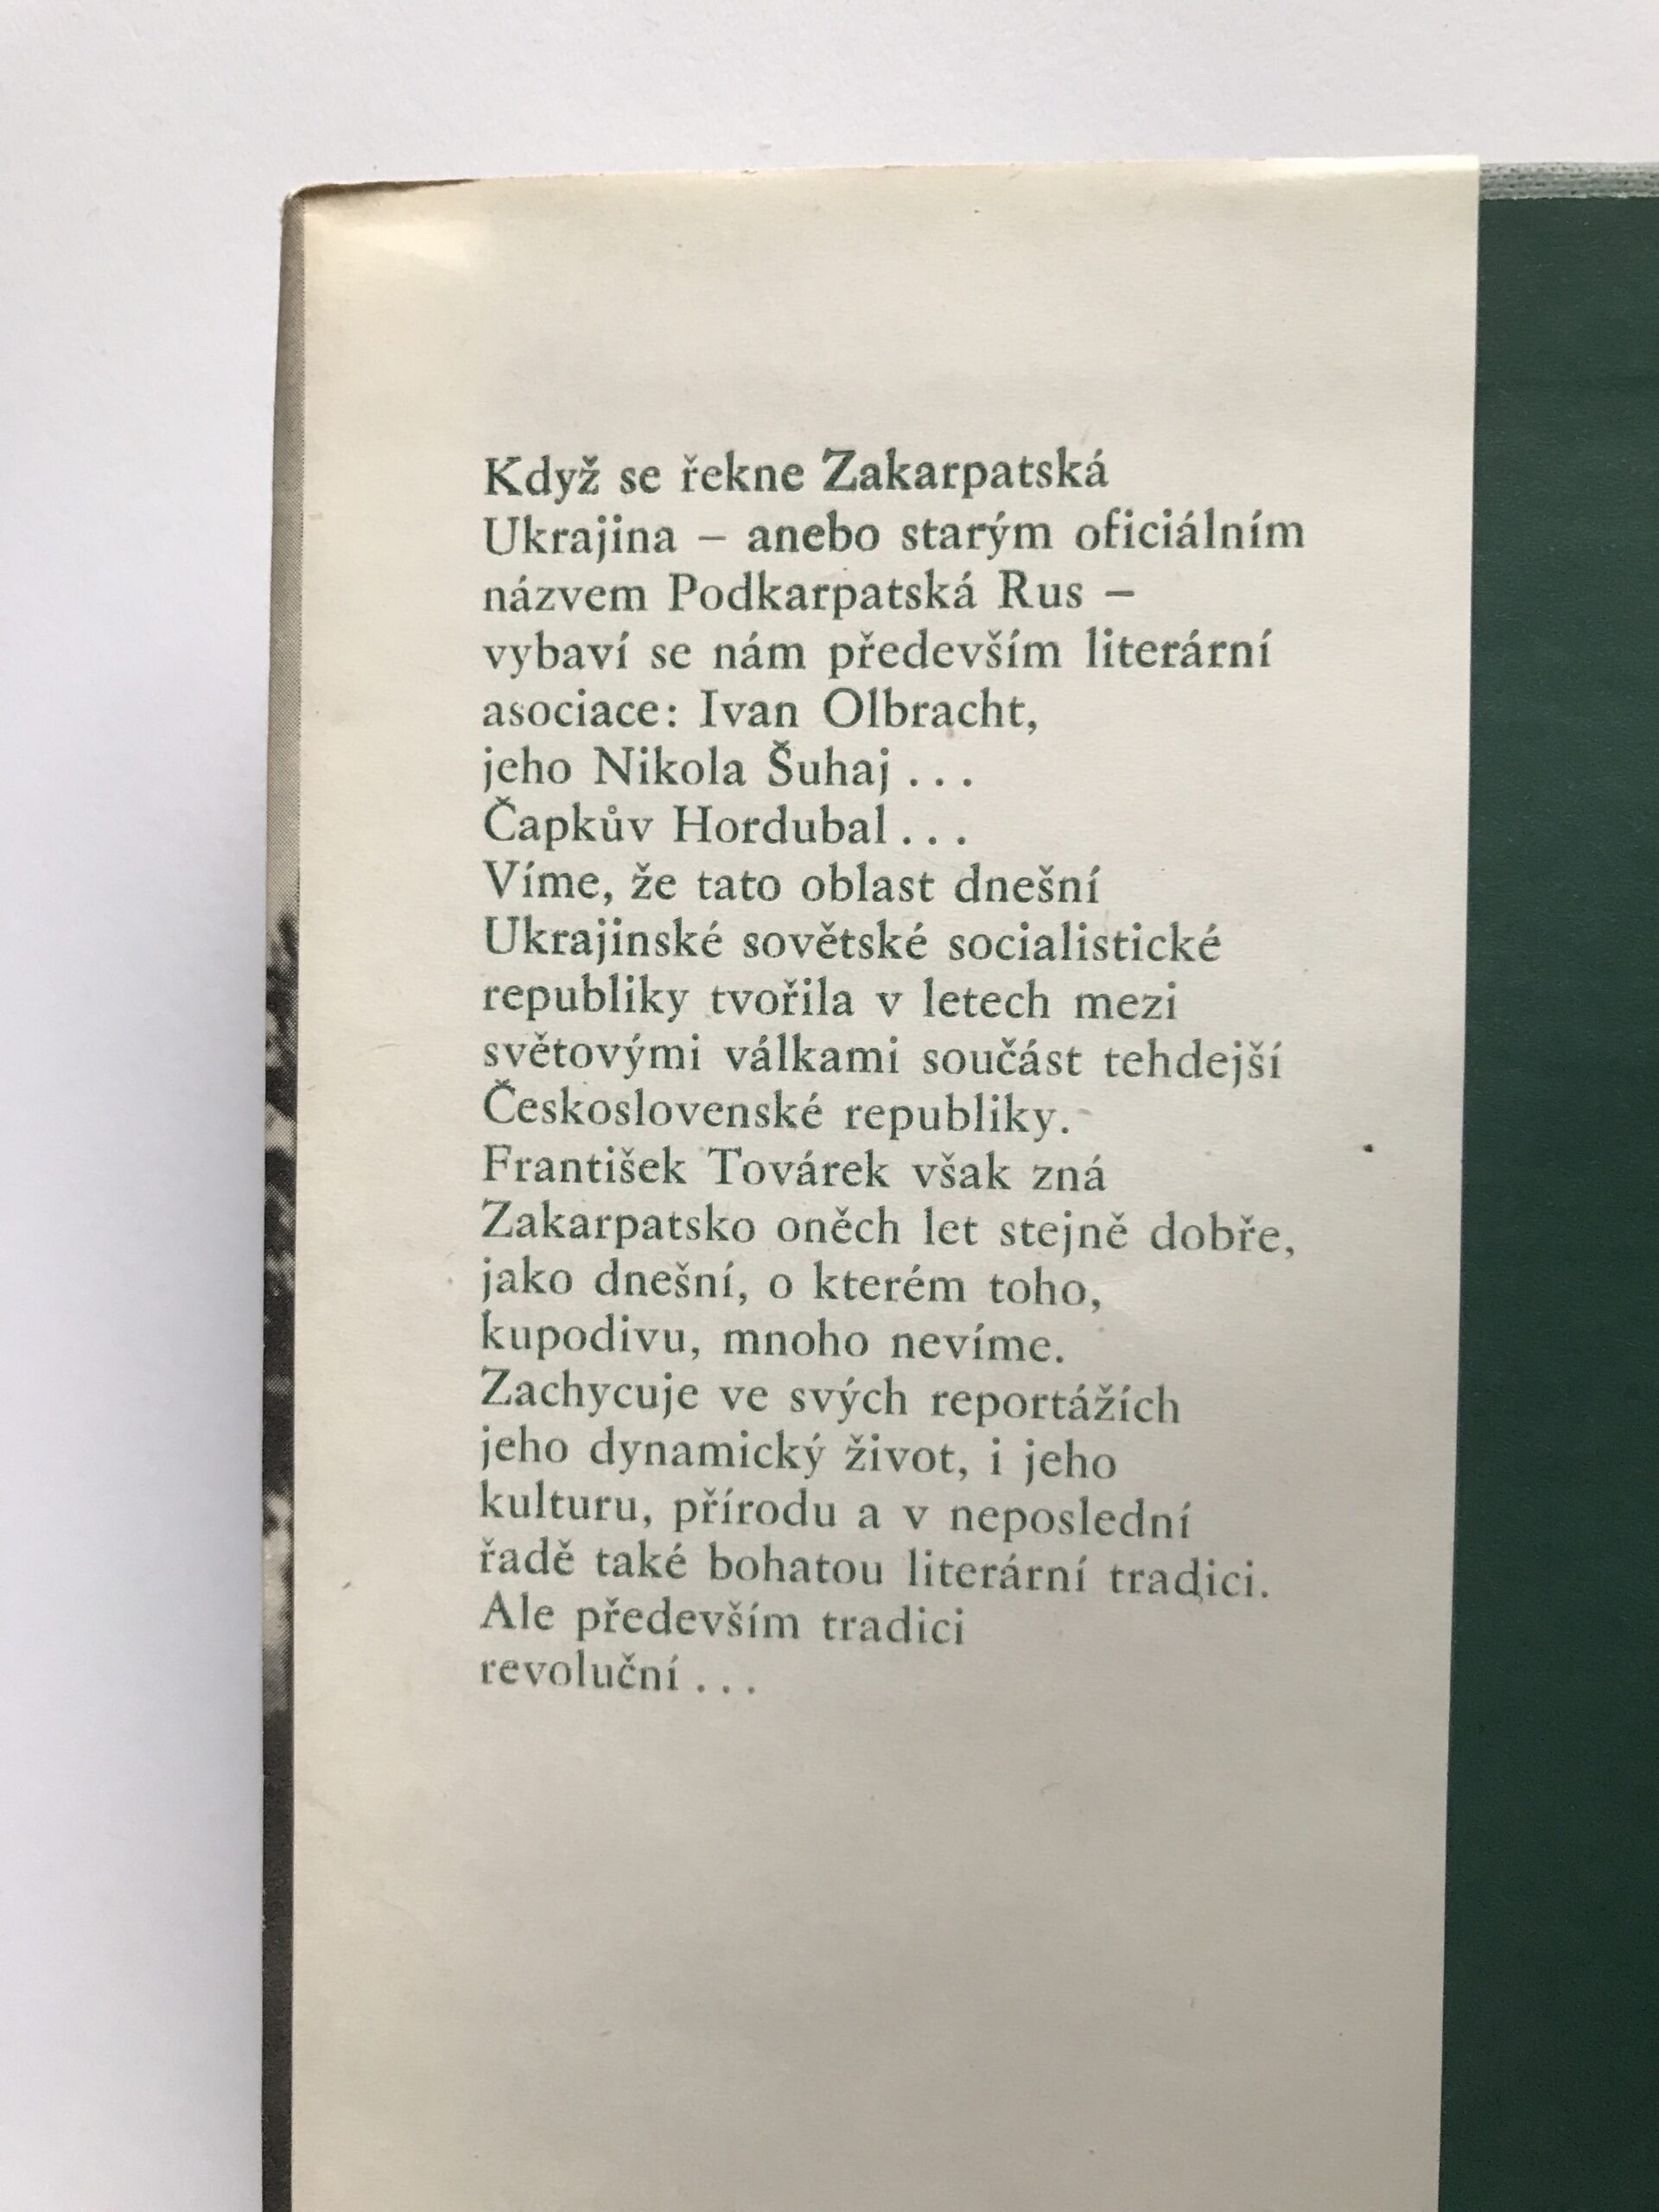 Když se řekne Zakarpatská
Ukrajina – anebo starým oficiálním
názvem Podkarpatská Rus –
vybaví se nám především literární
asociace: Ivan Olbracht,
jeho Nikola Šuhaj ...
Čapkův Hordubal ...
Víme, že tato oblast dnešní
Ukrajinské sovětské socialistické
republiky tvořila v letech mezi
světovými válkami součást tehdejší
Československé republiky.
František Továrek však zná
Zakarpatsko oněch let stejně dobře,
jako dnešní, o kterém toho,
kupodivu, mnoho nevíme.
Zachycuje ve svých reportážích
jeho dynamický život, i jeho
kulturu, přírodu a v neposlední
řadě také bohatou literární tradici.
Ale především tradici
revoluční ...